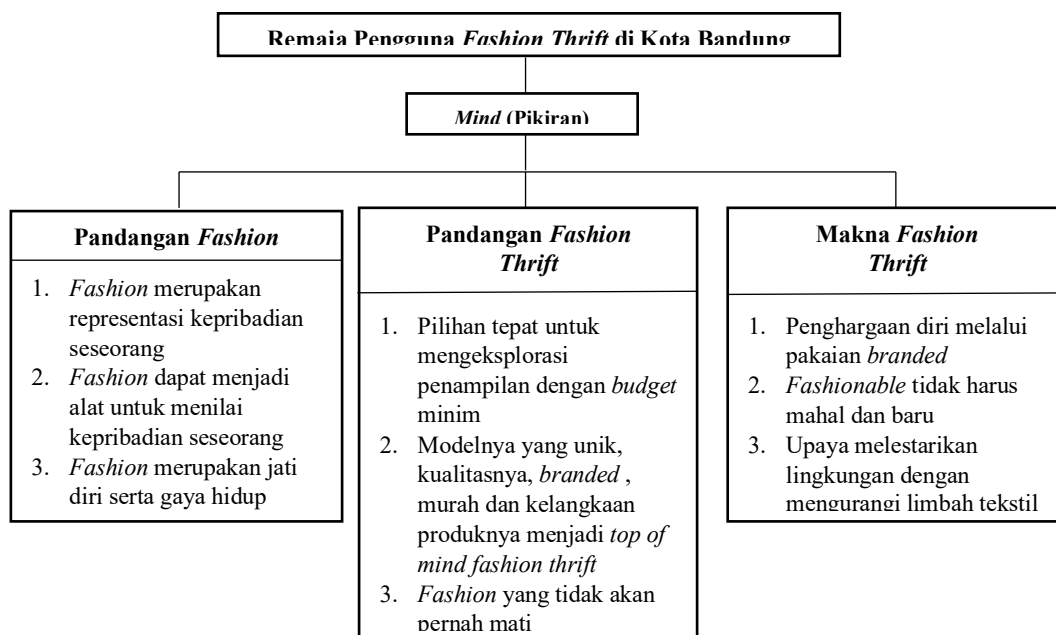 Remaja Pengguna Fashion Thrift di Kota Bandung
Mind (Pikiran)
Pandangan Fashion
1. Fashion merupakan
representasi kepribadian
seseorang
2. Fashion dapat menjadi
alat untuk menilai
kepribadian seseorang
3. Fashion merupakan jati
diri serta gaya hidup
Pandangan Fashion
Thrift
1. Pilihan tepat untuk
mengeksplorasi
penampilan dengan budget
minim
2. Modelnya yang unik,
kualitasnya, branded ,
murah dan kelangkaan
produknya menjadi top of
mind fashion thrift
3. Fashion yang tidak akan
pernah mati
Makna Fashion
Thrift
1. Penghargaan diri melalui
pakaian branded
2. Fashionable tidak harus
mahal dan baru
3. Upaya melestarikan
lingkungan dengan
mengurangi limbah tekstil